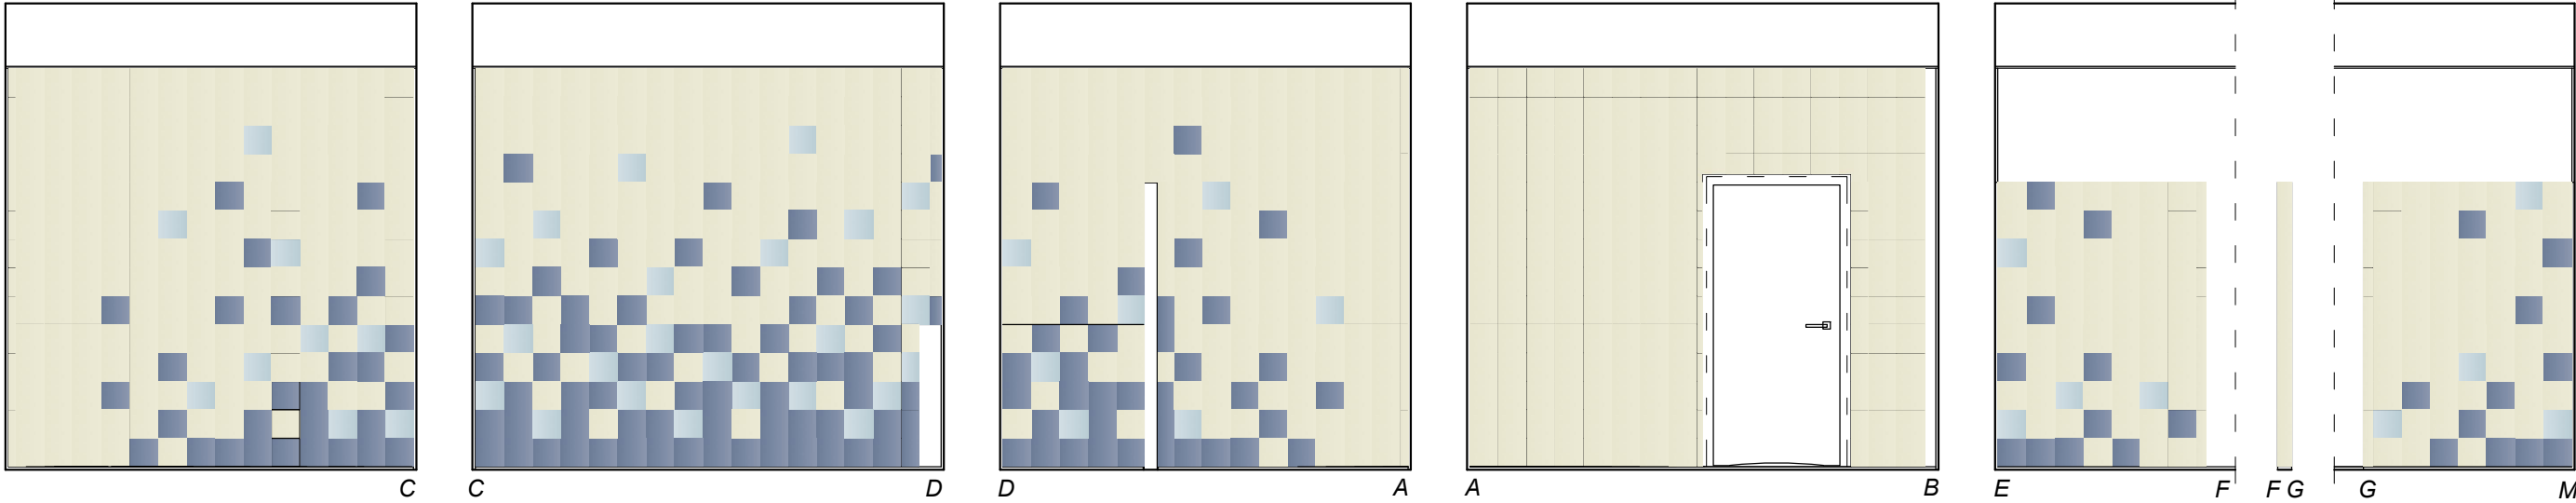 C C D D A A B E F F G G M